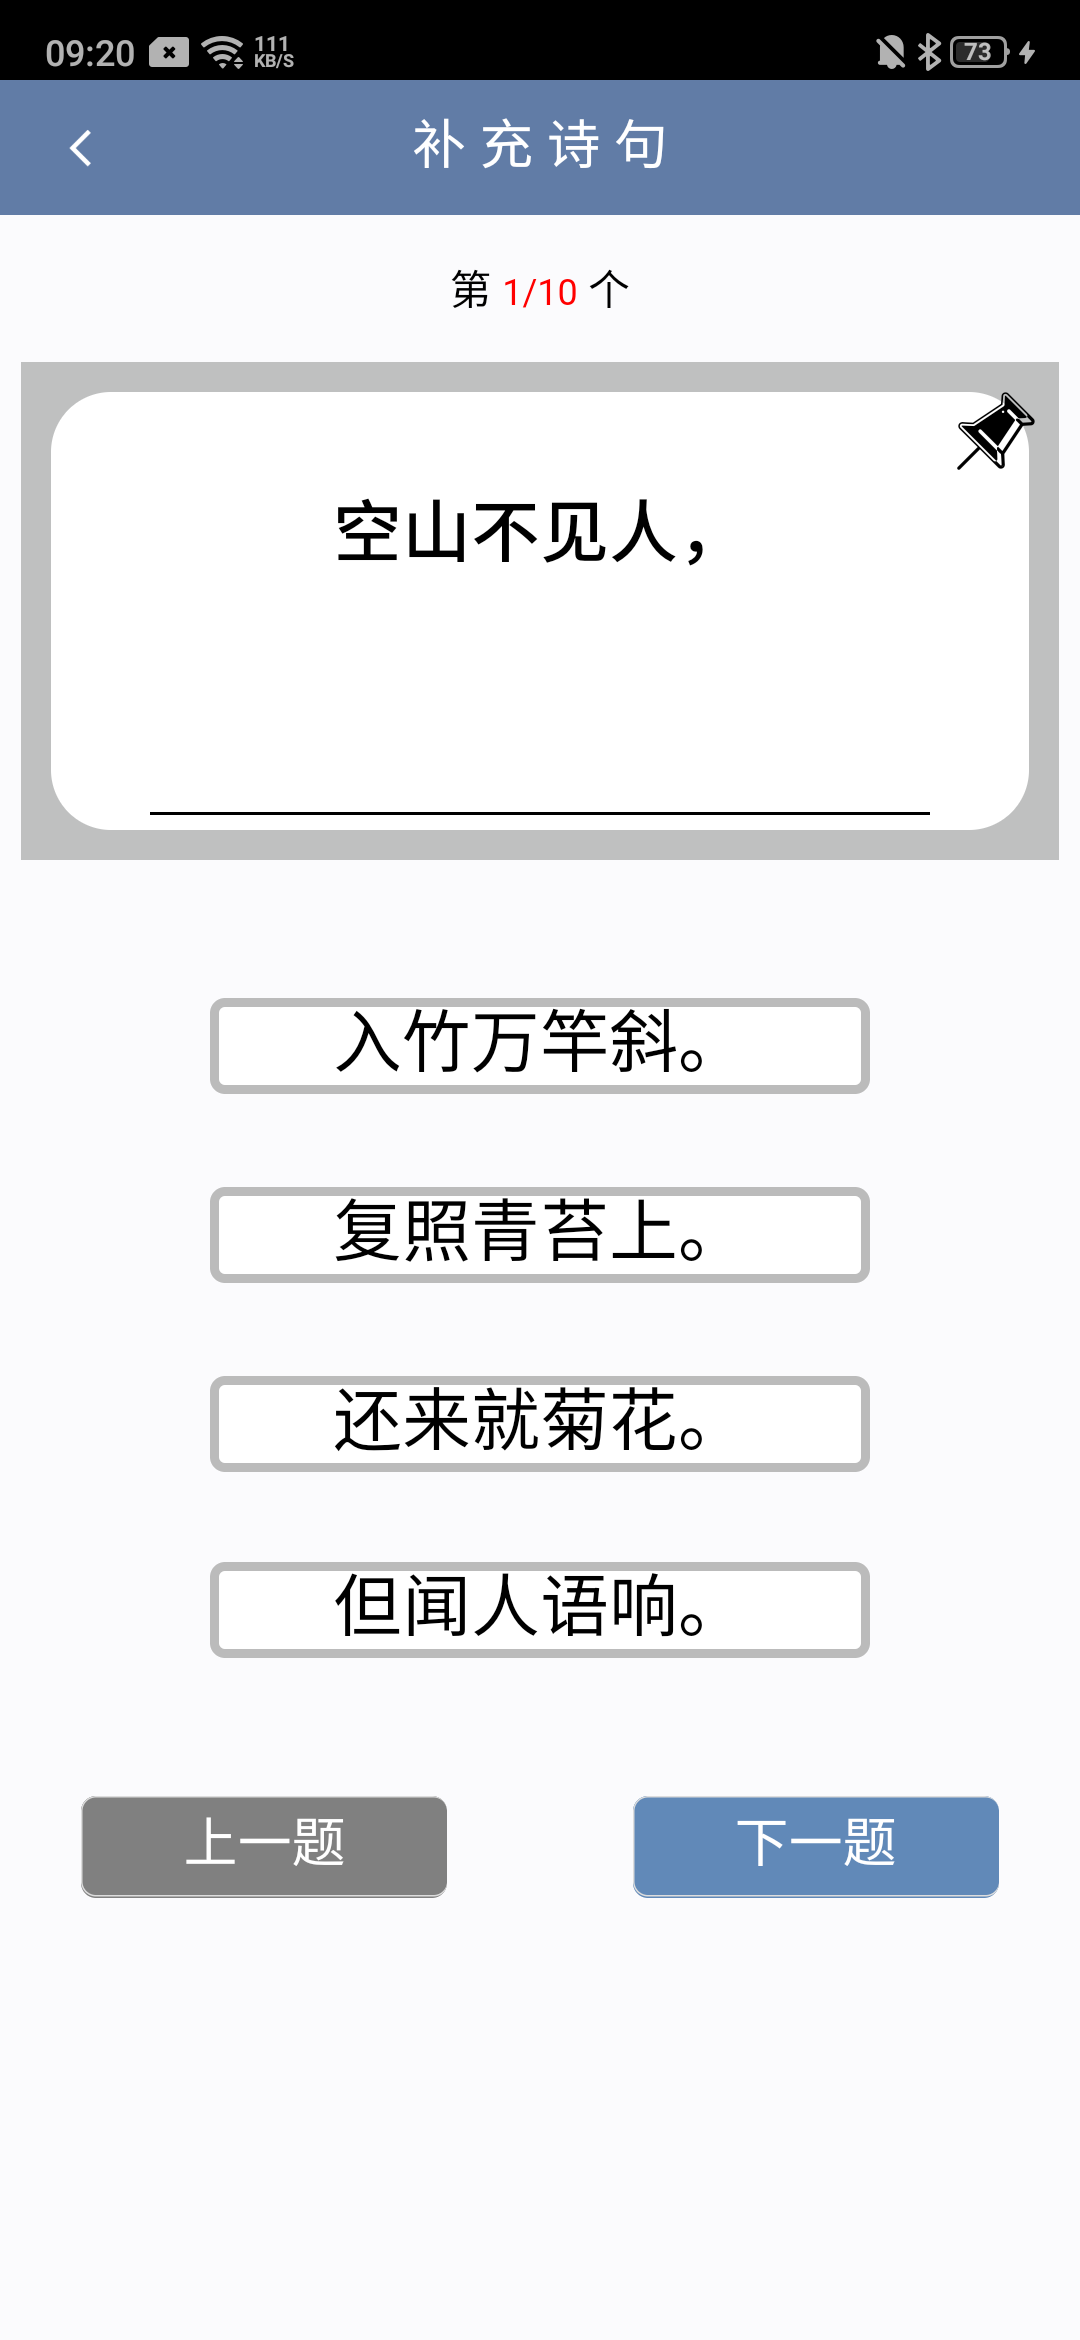 09:20 111 KB/S 73
补充诗句
第 1/10 个
空山不见人，
入竹万竿斜。
复照青苔上。
还来就菊花。
但闻人语响。
上一题 下一题